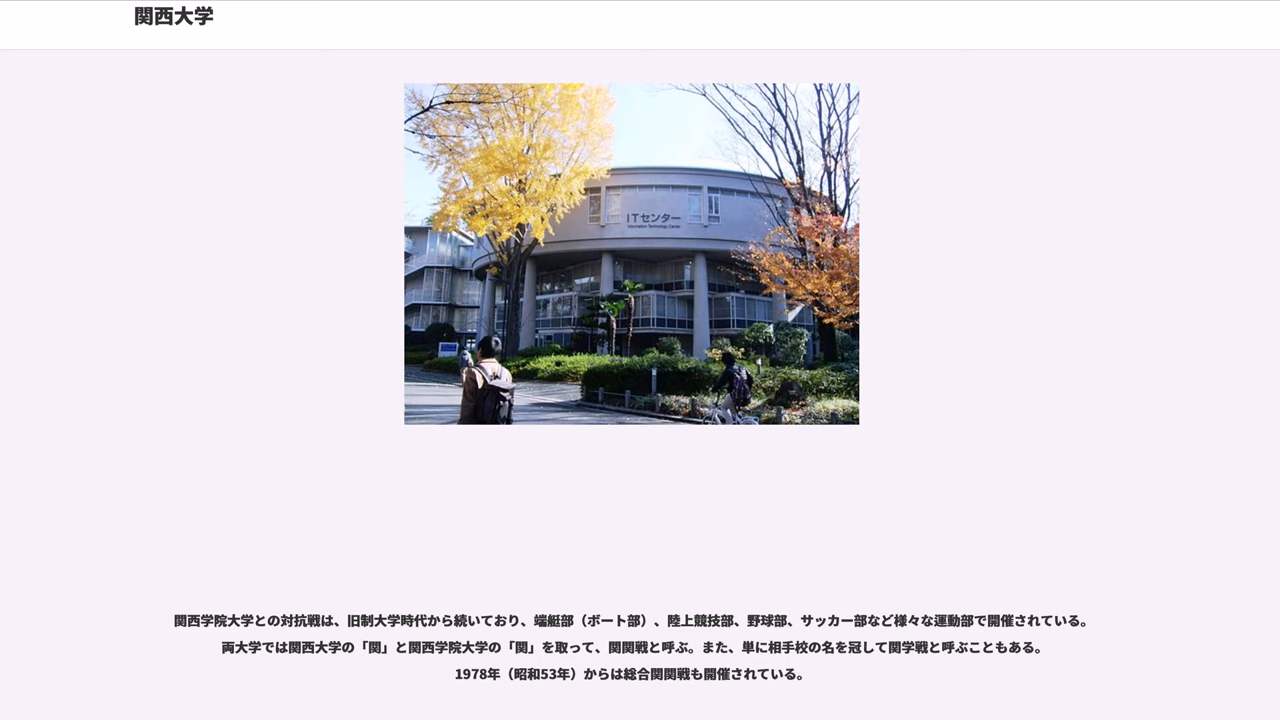 関西大学
ITセンター
Information Technology Center
関西学院大学との対抗戦は、旧制大学時代から続いており、端艇部（ボート部）、陸上競技部、野球部、サッカー部など様々な運動部で開催されている。
両大学では関西大学の「関」と関西学院大学の「関」を取って、関関戦と呼ぶ。また、単に相手校の名を冠して関学戦と呼ぶこともある。
1978年（昭和53年）からは総合関関戦も開催されている。